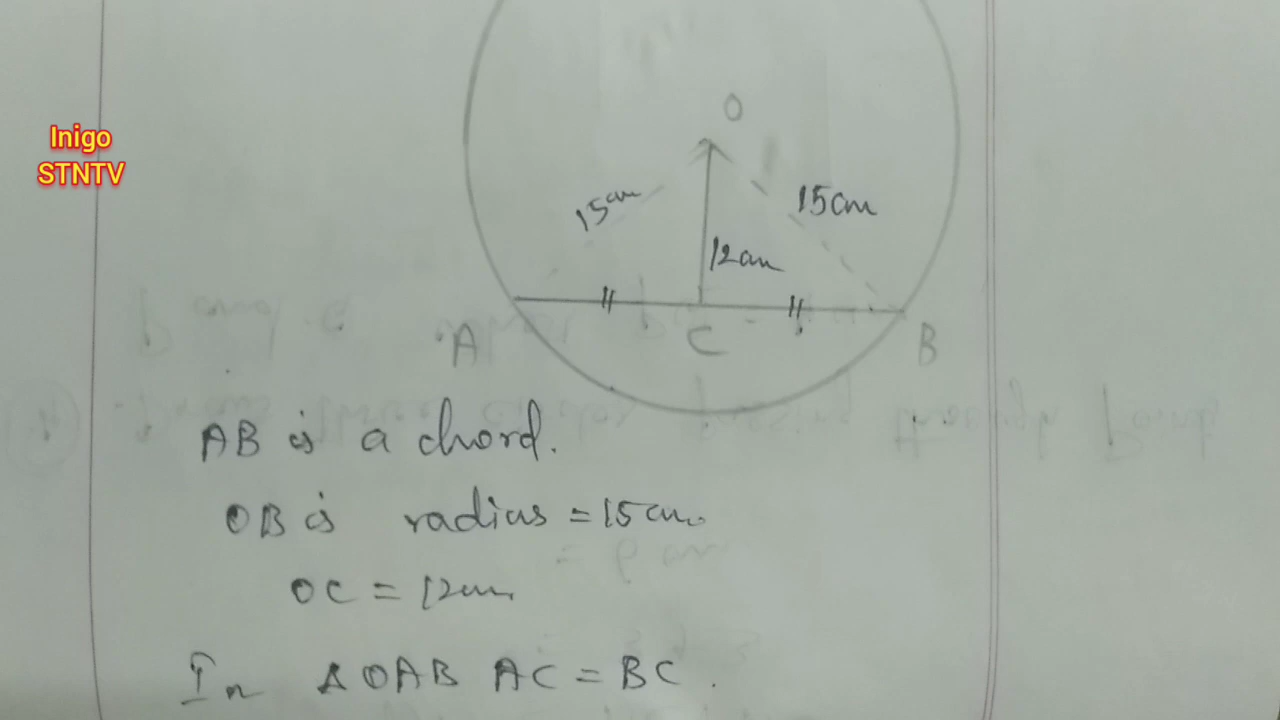 Inigo
STNTV
O
15cm
15cm
12cm
A
C
B
AB is a chord.
OB is radius = 15cm.
OC = 12cm
In ΔOAB AC = BC.